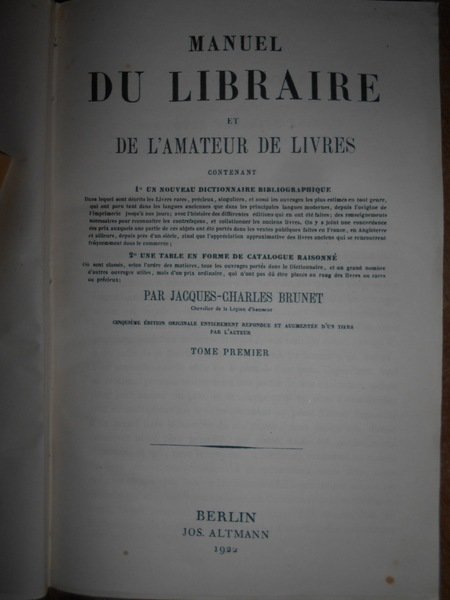 MANUEL
DU LIBRAIRE
ET
DE L'AMATEUR DE LIVRES
CONTENANT
1º UN NOUVEAU DICTIONNAIRE BIBLIOGRAPHIQUE
Dans lequel sont décrits les Livres rares, précieux, singuliers, et aussi les ouvrages les plus estimés en tout genre,
qui ont paru tant dans les langues anciennes que dans les principales langues modernes, depuis l'origine de
l'imprimerie jusqu'à nos jours; avec l'histoire des différentes éditions qui en ont été faites; des renseignements
nécessaires pour reconnaître les contrefaçons, et collationner les anciens livres. On y a joint une concordance
des prix auxquels une partie de ces objets ont été portés dans les ventes publiques faites en France, en Angleterre
et ailleurs, depuis près d'un siècle, ainsi que l'appréciation approximative des livres anciens qui se rencontrent
fréquemment dans le commerce;
2º UNE TABLE EN FORME DE CATALOGUE RAISONNÉ
Où sont classés, selon l'ordre des matières, tous les ouvrages portés dans le Dictionnaire, et un grand nombre
d'autres ouvrages utiles, mais d'un prix ordinaire, qui n'ont pas dû être placés au rang des livres ou rares
ou précieux;
PAR JACQUES-CHARLES BRUNET
Chevalier de la Légion d'honneur
CINQUIÈME ÉDITION ORIGINALE ENTIÈREMENT REFONDUE ET AUGMENTÉE D'UN TIERS
PAR L'AUTEUR
TOME PREMIER
BERLIN
JOS. ALTMANN
1922